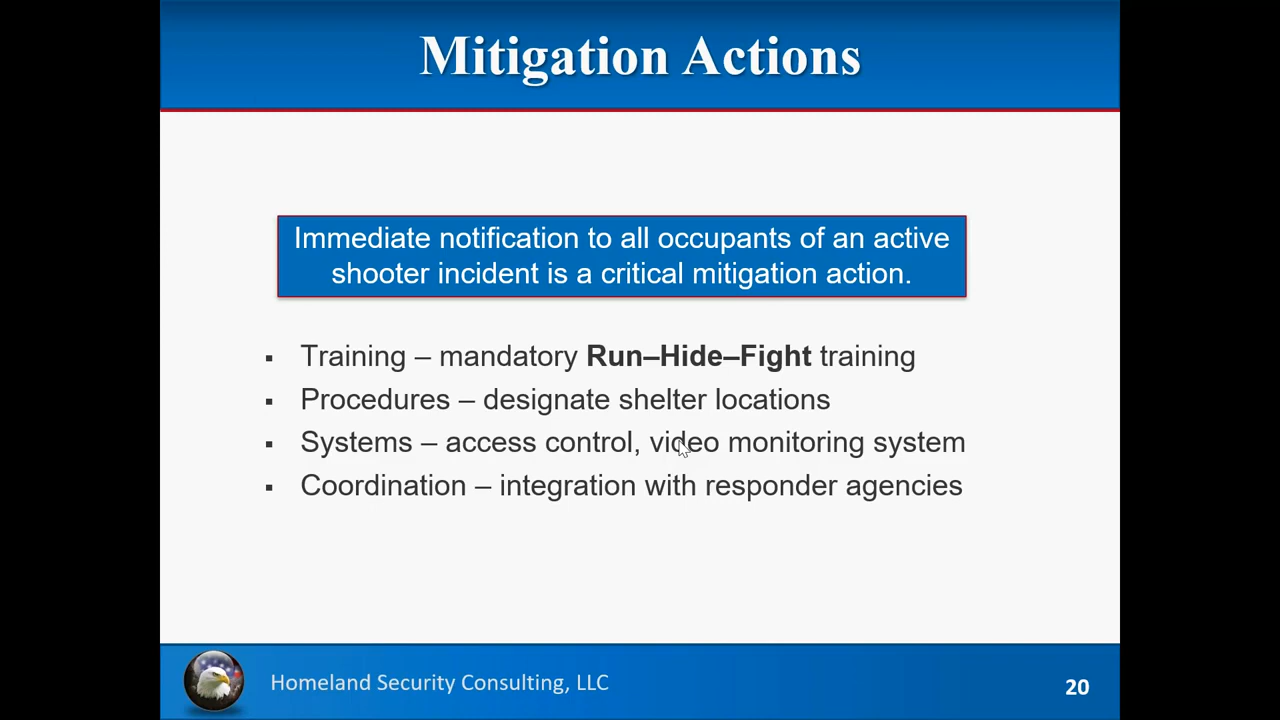 Mitigation Actions
Immediate notification to all occupants of an active
shooter incident is a critical mitigation action.
▪ Training – mandatory Run–Hide–Fight training
▪ Procedures – designate shelter locations
▪ Systems – access control, video monitoring system
▪ Coordination – integration with responder agencies
Homeland Security Consulting, LLC
20